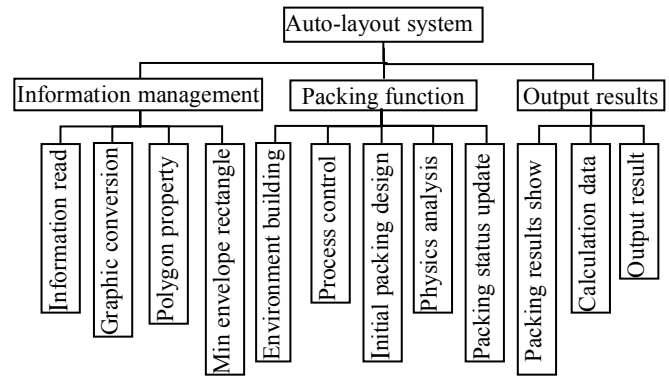 Auto-layout system
Information management
Packing function
Output results
Information read
Graphic conversion
Polygon property
Min envelope rectangle
Environment building
Process control
Initial packing design
Physics analysis
Packing status update
Packing results show
Calculation data
Output result